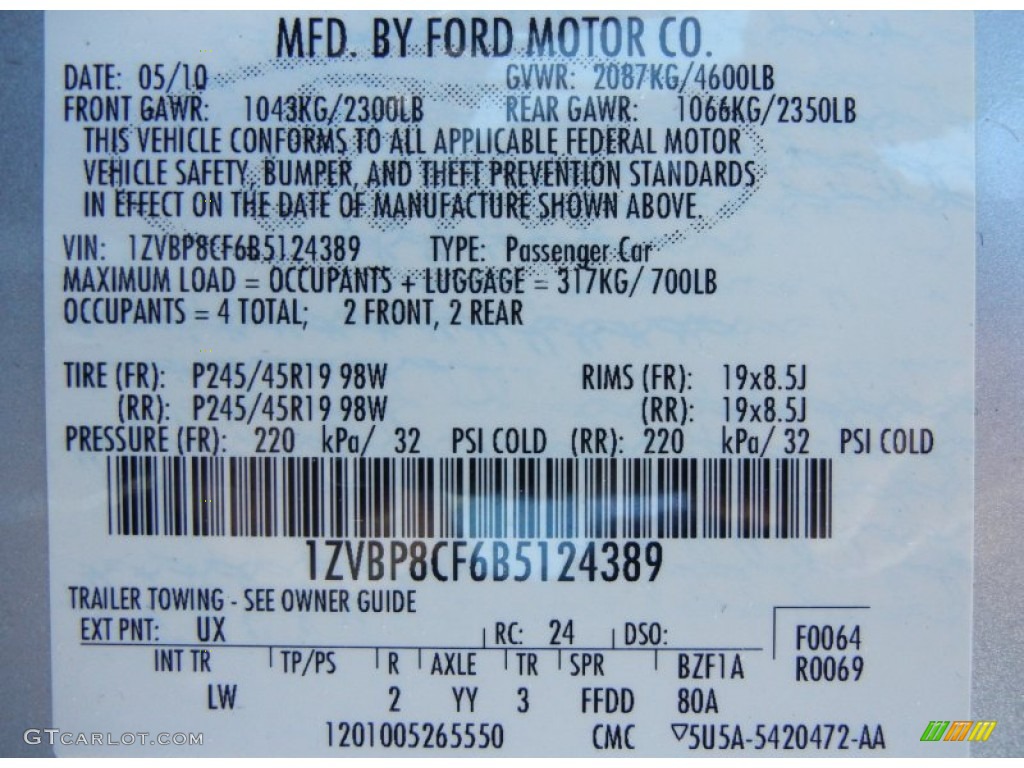 MFD. BY FORD MOTOR CO.
DATE: 05/10 GVWR: 2087KG/4600LB
FRONT GAWR: 1043KG/2300LB REAR GAWR: 1066KG/2350LB
THIS VEHICLE CONFORMS TO ALL APPLICABLE FEDERAL MOTOR
VEHICLE SAFETY, BUMPER, AND THEFT PREVENTION STANDARDS
IN EFFECT ON THE DATE OF MANUFACTURE SHOWN ABOVE.
VIN: 1ZVBP8CF6B5124389 TYPE: Passenger Car
MAXIMUM LOAD = OCCUPANTS + LUGGAGE = 317KG/ 700LB
OCCUPANTS = 4 TOTAL; 2 FRONT, 2 REAR
TIRE (FR): P245/45R19 98W RIMS (FR): 19x8.5J
(RR): P245/45R19 98W (RR): 19x8.5J
PRESSURE (FR): 220 kPa/ 32 PSI COLD (RR): 220 kPa/ 32 PSI COLD
1ZVBP8CF6B5124389
TRAILER TOWING - SEE OWNER GUIDE
EXT PNT: UX RC: 24 DSO: F0064
INT TR TP/PS R AXLE TR SPR BZF1A R0069
LW 2 YY 3 FFDD 80A
1201005265550 CMC ▽5U5A-5420472-AA
GTCARLOT.COM